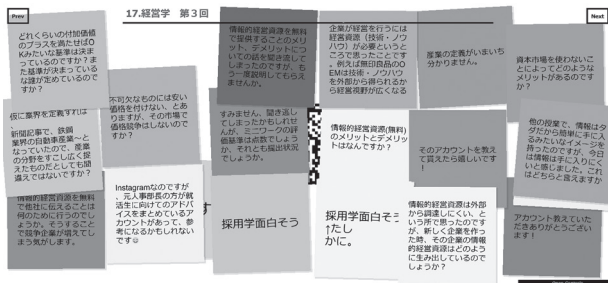 Prev
17.経営学　第３回
Next
どれくらいの付加価値
のプラスを満たせばO
Kみたいな基準は決ま
っているのですか？ま
た基準が決まっている
なら誰が定めているので
すか？
情報的経営資源を無料
で提供することのメリ
ット、デメリットにつ
いての話を聞き流して
しまったのですが、も
う一度説明してもらえ
ませんか。
企業が経営を行うには
経営資源（技術・ノウ
ハウ）が必要というと
ころで思ったことです
。例えば無印良品のO
EMは技術・ノウハウ
を外部から得られるか
ら経営視野が広くなる
産業の定義がいまいち
分かりません。
資本市場を使わないこ
とによってどのような
メリットがあるのです
か？
仮に業界を定義すれば
、
新聞記事で、鉄鋼
業界の自動車産業〜と
なっていたので、産業
の分野をすこし広く捉
えたものだとしても間
違えではないですか？
不可欠なものには安い
価格を付けない、とあ
りますが、その市場で
価格競争はしないので
すか？
すみません、聞き逃し
てしまったかもしれませ
んが、ミニワークの評
価基準は点数でしょう
か、それとも提出状況
でしょうか。
情報的経営資源(無料)
のメリットとデメリッ
トはなんですか？
そのアカウントを教え
て貰えたら嬉しいです
！
他の授業で、情報はタ
ダだから簡単に手に入
るみたいなイメージを
持ったのですが、今日
は情報は手に入りにく
いと感じました。これ
はどちらと言えますか
情報的経営資源を無料
で他社に伝えることは
何のために行うのでし
ょうか。そうすること
で競争企業が増えてし
まう気がします。
Instagramなのですが
、元人事部長の方が就
活生に向けてのアドバ
イスをまとめているア
カウントがあって、参
考になるかもしれない
です☺
す
採用学面白そう
採用学面白そう
↑たし
かに。
情報的経営資源は外部
から調達しにくい、と
いう所で思ったのです
が、新しく企業を作っ
た時、その企業の情報
的経営資源はどのよう
に生み出しているので
しょうか？
アカウント教えていた
だきありがとうござい
ます！